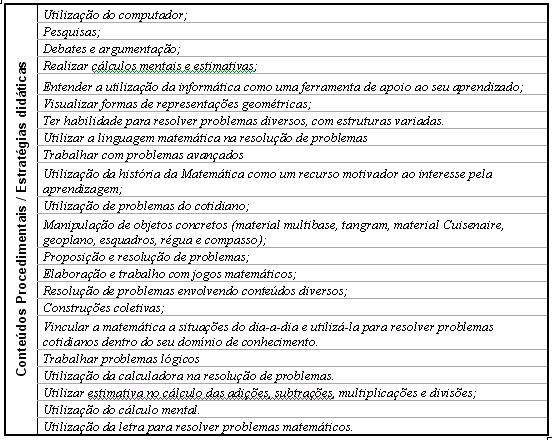 Conteúdos Procedimentais / Estratégias didáticas
Utilização do computador;
Pesquisas;
Debates e argumentação;
Realizar cálculos mentais e estimativas;
Entender a utilização da informática como uma ferramenta de apoio ao seu aprendizado;
Visualizar formas de representações geométricas;
Ter habilidade para resolver problemas diversos, com estruturas variadas.
Utilizar a linguagem matemática na resolução de problemas
Trabalhar com problemas avançados
Utilização da história da Matemática como um recurso motivador ao interesse pela
aprendizagem;
Utilização de problemas do cotidiano;
Manipulação de objetos concretos (material multibase, tangram, material Cuisenaire,
geoplano, esquadros, régua e compasso);
Proposição e resolução de problemas;
Elaboração e trabalho com jogos matemáticos;
Resolução de problemas envolvendo conteúdos diversos;
Construções coletivas;
Vincular a matemática a situações do dia-a-dia e utilizá-la para resolver problemas
cotidianos dentro do seu domínio de conhecimento.
Trabalhar problemas lógicos
Utilização da calculadora na resolução de problemas.
Utilizar estimativa no cálculo das adições, subtrações, multiplicações e divisões;
Utilização do cálculo mental.
Utilização da letra para resolver problemas matemáticos.